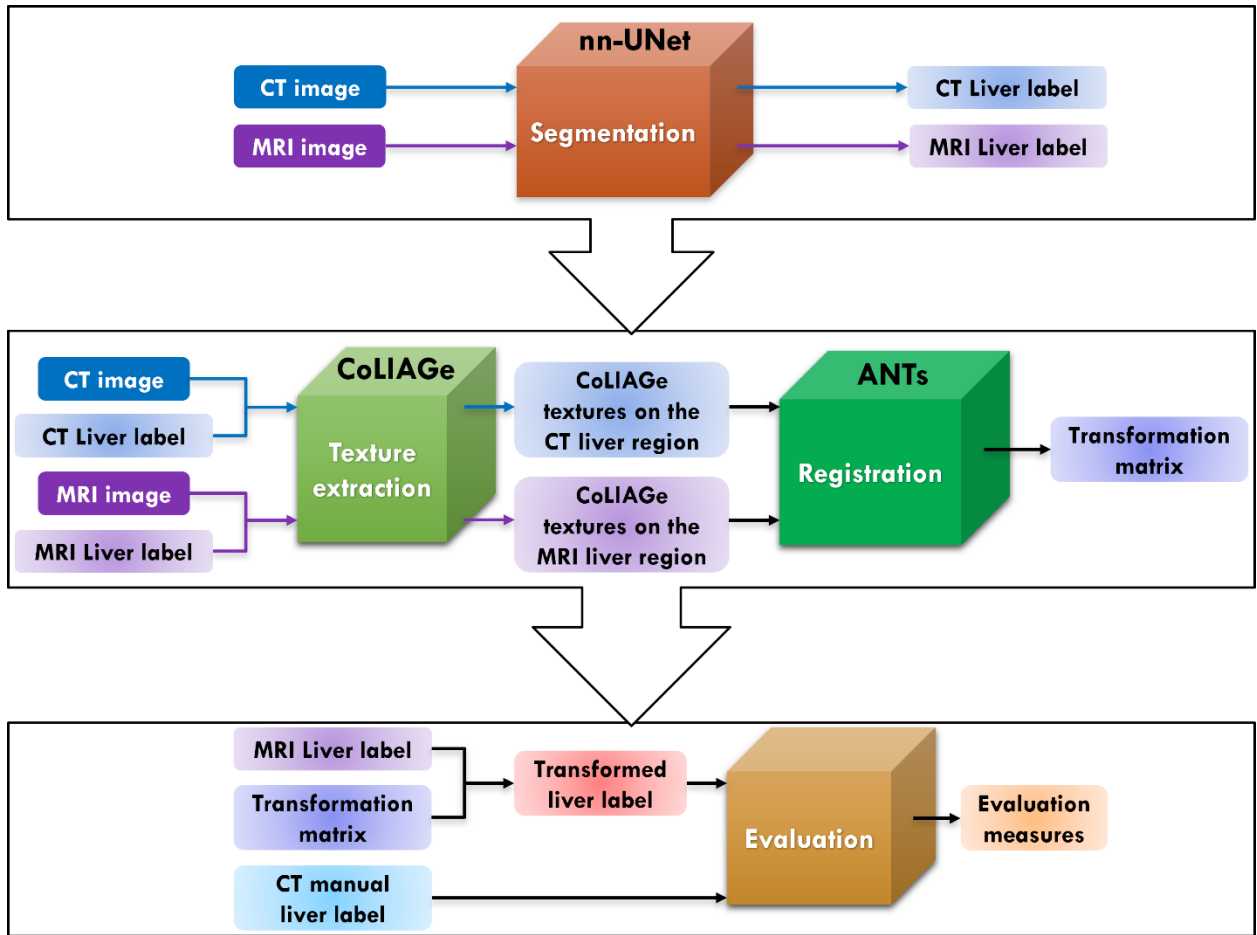 nn-UNet
CT image
MRI image
Segmentation
CT Liver label
MRI Liver label
CT image
CT Liver label
MRI image
MRI Liver label
CoLIAGe
Texture
extraction
CoLIAGe
textures on the
CT liver region
CoLIAGe
textures on the
MRI liver region
ANTs
Registration
Transformation
matrix
MRI Liver label
Transformation
matrix
CT manual
liver label
Transformed
liver label
Evaluation
Evaluation
measures